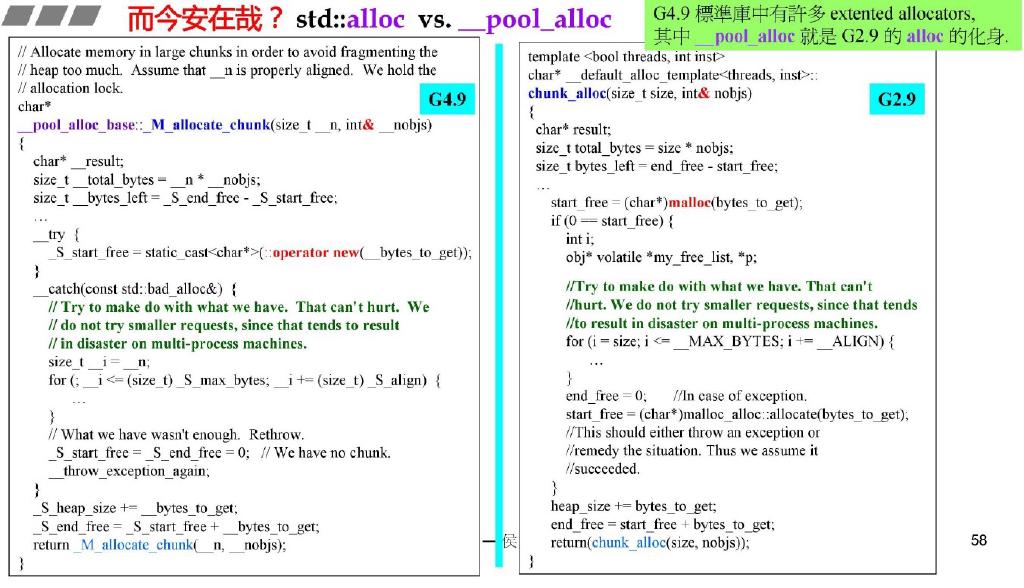 而今安在哉？ std::alloc vs. __pool_alloc
G4.9 標準庫中有許多 extented allocators,
其中 __pool_alloc 就是 G2.9 的 alloc 的化身.
// Allocate memory in large chunks in order to avoid fragmenting the
// heap too much. Assume that __n is properly aligned. We hold the
// allocation lock.
G4.9
char*
__pool_alloc_base::_M_allocate_chunk(size_t __n, int& __nobjs)
{
char* __result;
size_t __total_bytes = __n * __nobjs;
size_t __bytes_left = _S_end_free - _S_start_free;
…
__try {
_S_start_free = static_cast<char*>(::operator new(__bytes_to_get));
}
__catch(const std::bad_alloc&) {
// Try to make do with what we have. That can't hurt. We
// do not try smaller requests, since that tends to result
// in disaster on multi-process machines.
size_t __i = __n;
for (; __i <= (size_t) _S_max_bytes; __i += (size_t) _S_align) {
…
}
// What we have wasn't enough. Rethrow.
_S_start_free = _S_end_free = 0; // We have no chunk.
__throw_exception_again;
}
_S_heap_size += __bytes_to_get;
_S_end_free = _S_start_free + __bytes_to_get;
return _M_allocate_chunk(__n, __nobjs);
}
template <bool threads, int inst>
char* __default_alloc_template<threads, inst>::
chunk_alloc(size_t size, int& nobjs)
G2.9
{
char* result;
size_t total_bytes = size * nobjs;
size_t bytes_left = end_free - start_free;
…
start_free = (char*)malloc(bytes_to_get);
if (0 == start_free) {
int i;
obj* volatile *my_free_list, *p;
//Try to make do with what we have. That can't
//hurt. We do not try smaller requests, since that tends
//to result in disaster on multi-process machines.
for (i = size; i <= __MAX_BYTES; i += __ALIGN) {
…
}
end_free = 0; //In case of exception.
start_free = (char*)malloc_alloc::allocate(bytes_to_get);
//This should either throw an exception or
//remedy the situation. Thus we assume it
//succeeded.
}
heap_size += bytes_to_get;
end_free = start_free + bytes_to_get;
return(chunk_alloc(size, nobjs));
}
侯
58